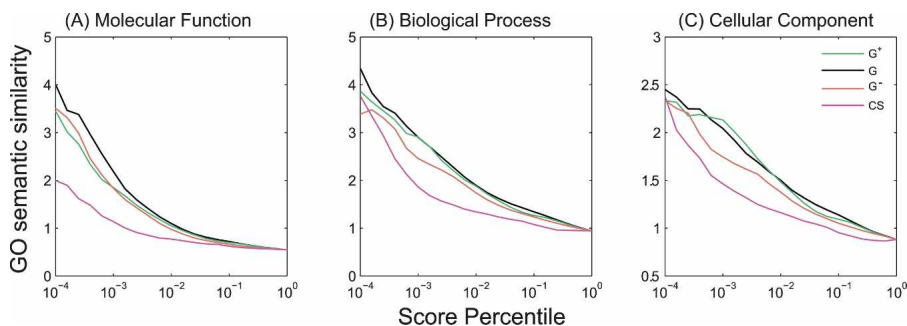 (A) Molecular Function (B) Biological Process (C) Cellular Component
GO semantic similarity
5
4
3
2
1
0
10⁻⁴ 10⁻³ 10⁻² 10⁻¹ 10⁰
5
4
3
2
1
0
10⁻⁴ 10⁻³ 10⁻² 10⁻¹ 10⁰
3
2.5
2
1.5
1
0.5
10⁻⁴ 10⁻³ 10⁻² 10⁻¹ 10⁰
G⁺
G
G⁻
CS
Score Percentile